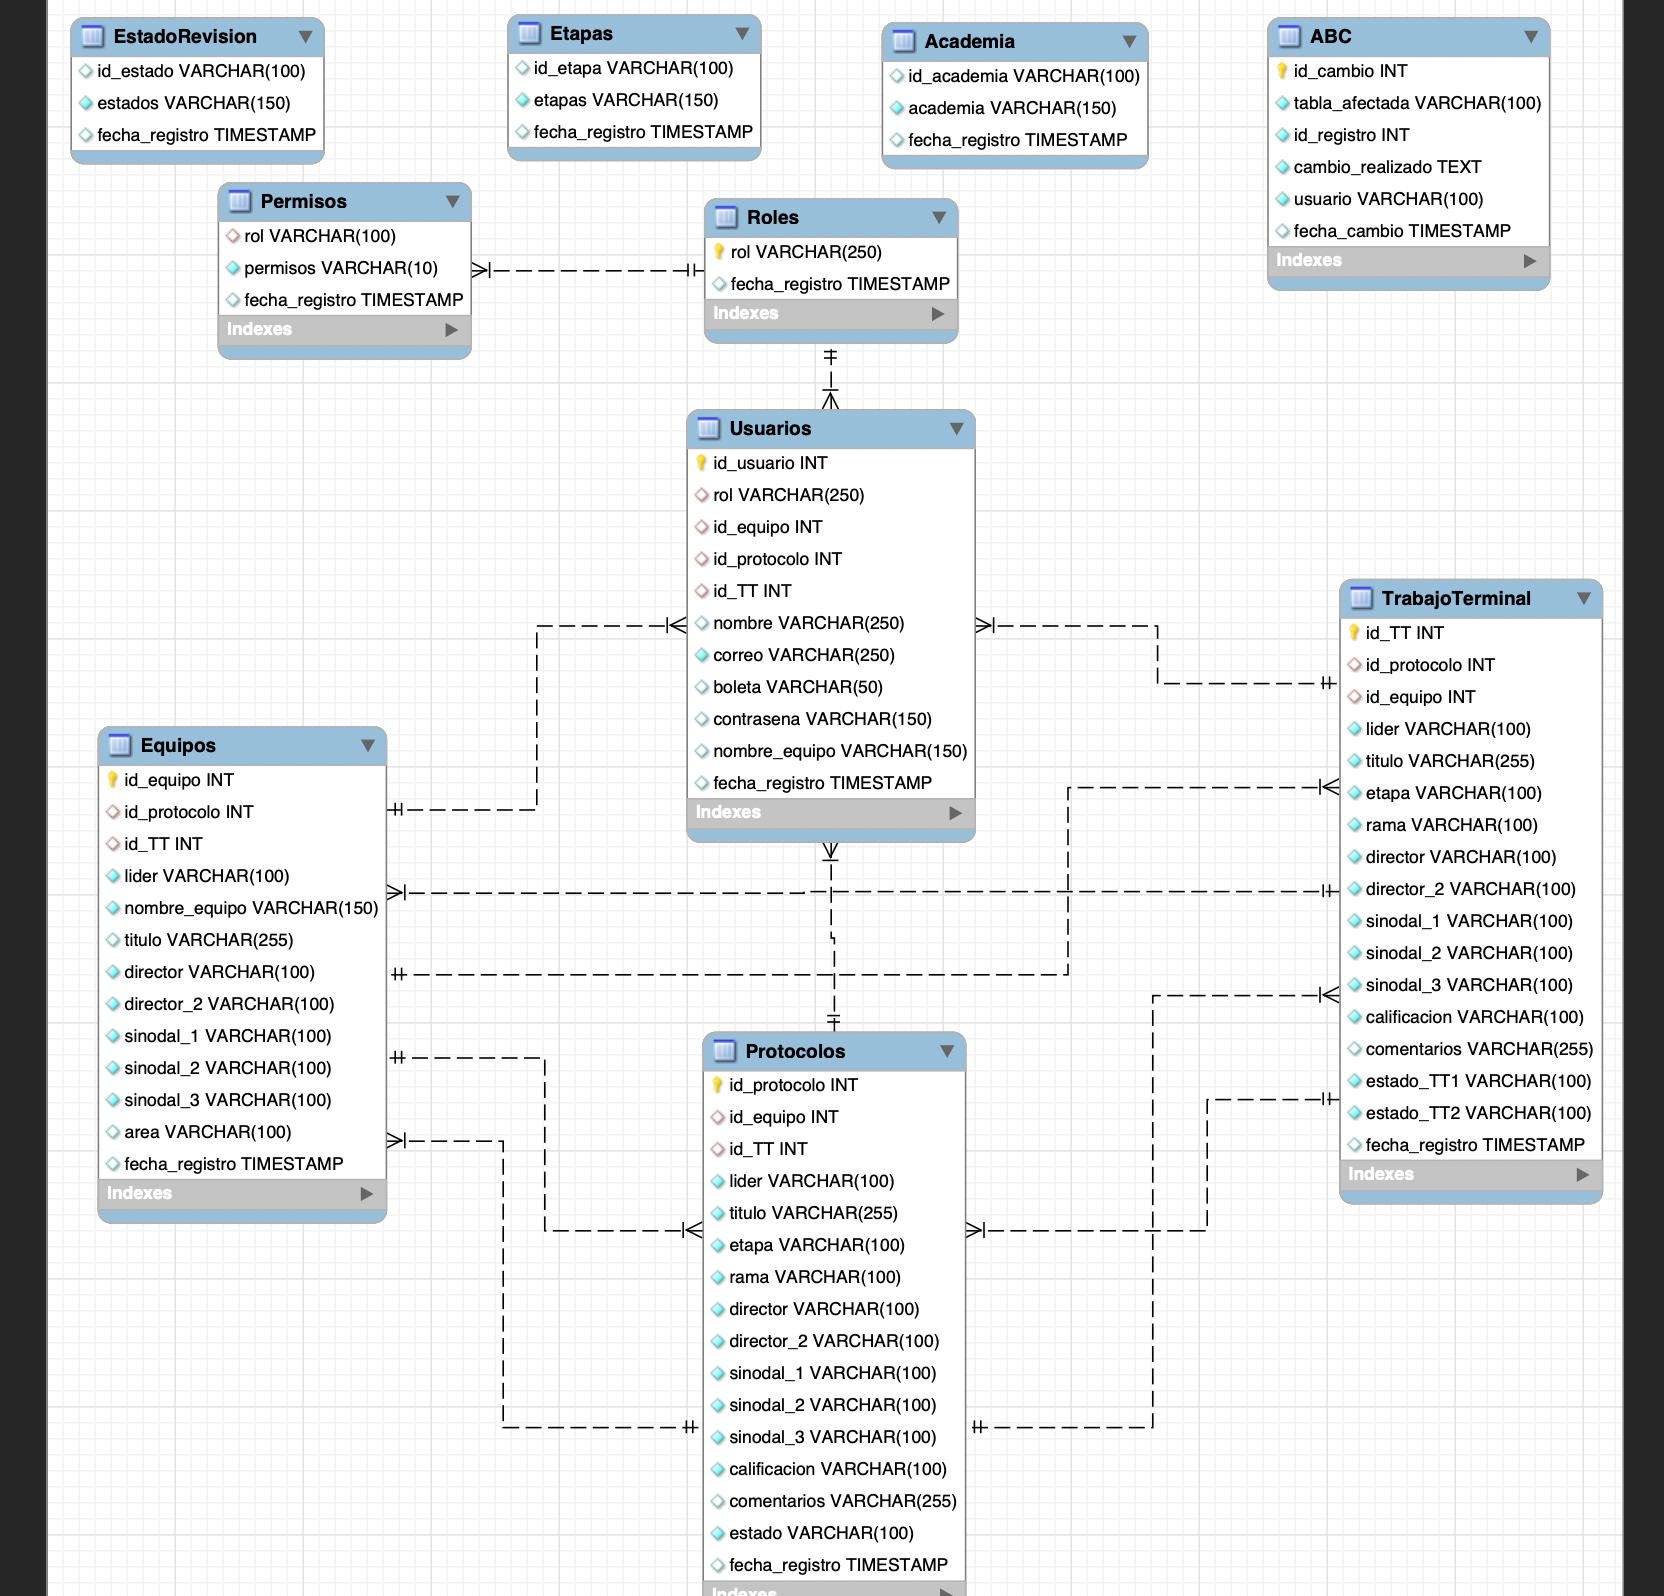 EstadoRevision
id_estado VARCHAR(100)
estados VARCHAR(150)
fecha_registro TIMESTAMP
Etapas
id_etapa VARCHAR(100)
etapas VARCHAR(150)
fecha_registro TIMESTAMP
Academia
id_academia VARCHAR(100)
academia VARCHAR(150)
fecha_registro TIMESTAMP
ABC
id_cambio INT
tabla_afectada VARCHAR(100)
id_registro INT
cambio_realizado TEXT
usuario VARCHAR(100)
fecha_cambio TIMESTAMP
Indexes
Permisos
rol VARCHAR(100)
permisos VARCHAR(10)
fecha_registro TIMESTAMP
Indexes
Roles
rol VARCHAR(250)
fecha_registro TIMESTAMP
Indexes
Usuarios
id_usuario INT
rol VARCHAR(250)
id_equipo INT
id_protocolo INT
id_TT INT
nombre VARCHAR(250)
correo VARCHAR(250)
boleta VARCHAR(50)
contrasena VARCHAR(150)
nombre_equipo VARCHAR(150)
fecha_registro TIMESTAMP
Indexes
TrabajoTerminal
id_TT INT
id_protocolo INT
id_equipo INT
lider VARCHAR(100)
titulo VARCHAR(255)
etapa VARCHAR(100)
rama VARCHAR(100)
director VARCHAR(100)
director_2 VARCHAR(100)
sinodal_1 VARCHAR(100)
sinodal_2 VARCHAR(100)
sinodal_3 VARCHAR(100)
calificacion VARCHAR(100)
comentarios VARCHAR(255)
estado_TT1 VARCHAR(100)
estado_TT2 VARCHAR(100)
fecha_registro TIMESTAMP
Indexes
Equipos
id_equipo INT
id_protocolo INT
id_TT INT
lider VARCHAR(100)
nombre_equipo VARCHAR(150)
titulo VARCHAR(255)
director VARCHAR(100)
director_2 VARCHAR(100)
sinodal_1 VARCHAR(100)
sinodal_2 VARCHAR(100)
sinodal_3 VARCHAR(100)
area VARCHAR(100)
fecha_registro TIMESTAMP
Indexes
Protocolos
id_protocolo INT
id_equipo INT
id_TT INT
lider VARCHAR(100)
titulo VARCHAR(255)
etapa VARCHAR(100)
rama VARCHAR(100)
director VARCHAR(100)
director_2 VARCHAR(100)
sinodal_1 VARCHAR(100)
sinodal_2 VARCHAR(100)
sinodal_3 VARCHAR(100)
calificacion VARCHAR(100)
comentarios VARCHAR(255)
estado VARCHAR(100)
fecha_registro TIMESTAMP
Indexes